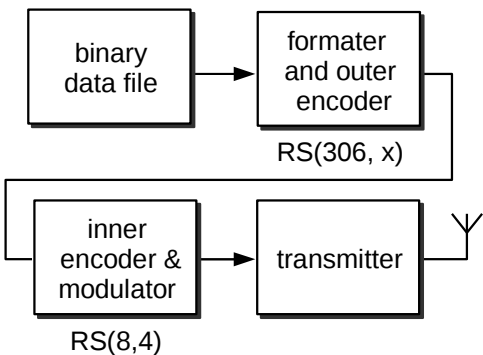 binary
data file
formater
and outer
encoder
RS(306, x)
inner
encoder &
modulator
transmitter
RS(8,4)